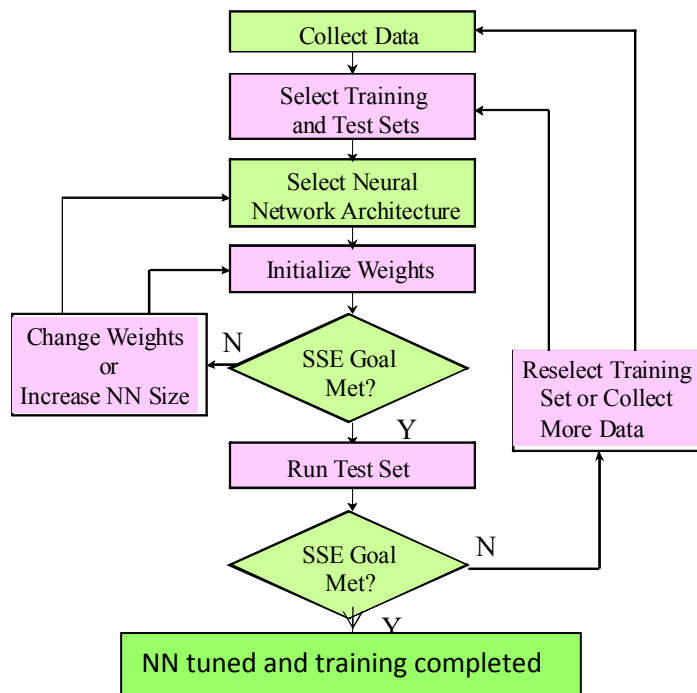 Collect Data
Select Training
and Test Sets
Select Neural
Network Architecture
Initialize Weights
Change Weights
or
Increase NN Size
N
SSE Goal
Met?
Reselect Training
Set or Collect
More Data
Y
Run Test Set
SSE Goal
Met?
N
Y
NN tuned and training completed